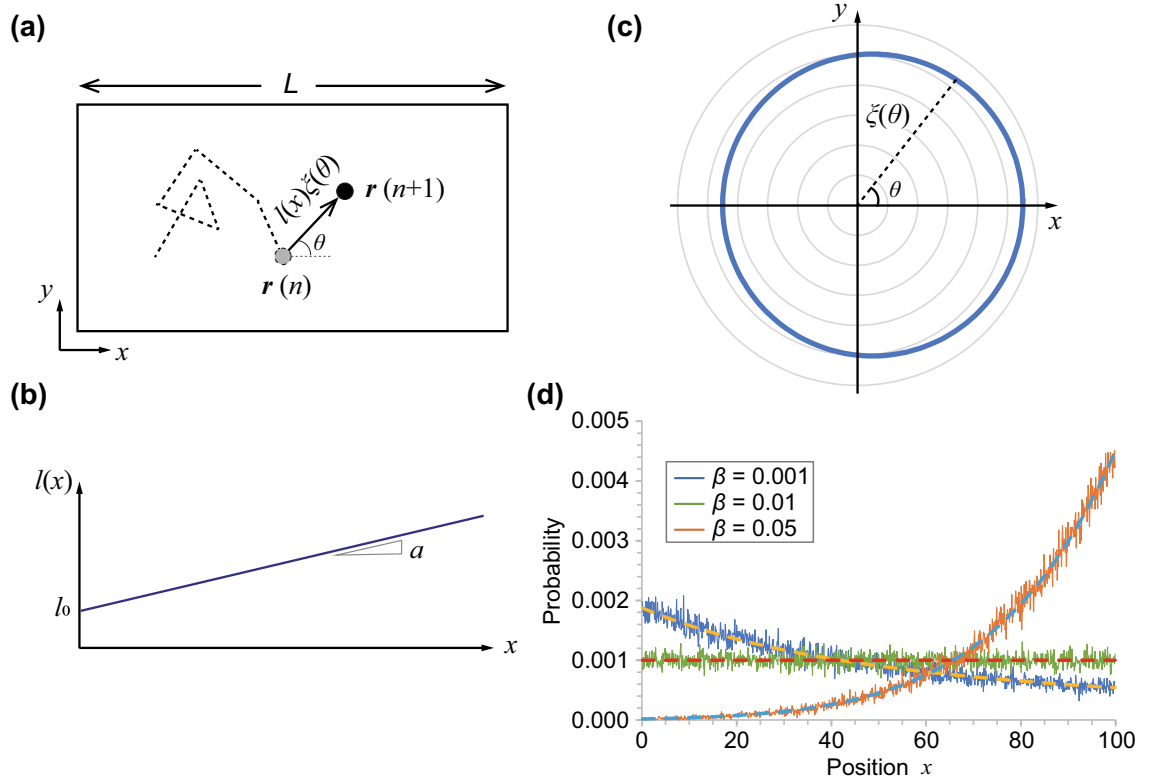 (a)
L
l(x)ξ(θ)
r (n+1)
θ
r (n)
y
x
(b)
l(x)
a
l₀
x
(c)
y
ξ(θ)
θ
x
(d)
0.005
0.004
0.003
0.002
0.001
0.000
Probability
β = 0.001
β = 0.01
β = 0.05
0 20 40 60 80 100
Position x